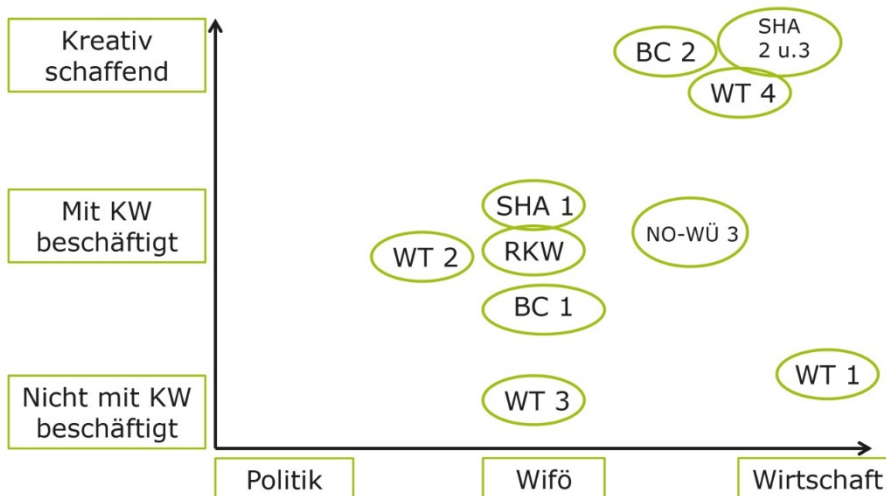 Kreativ
schaffend
BC 2
SHA
2 u.3
WT 4
Mit KW
beschäftigt
SHA 1
NO-WÜ 3
WT 2
RKW
BC 1
WT 1
Nicht mit KW
beschäftigt
WT 3
Politik
Wifö
Wirtschaft